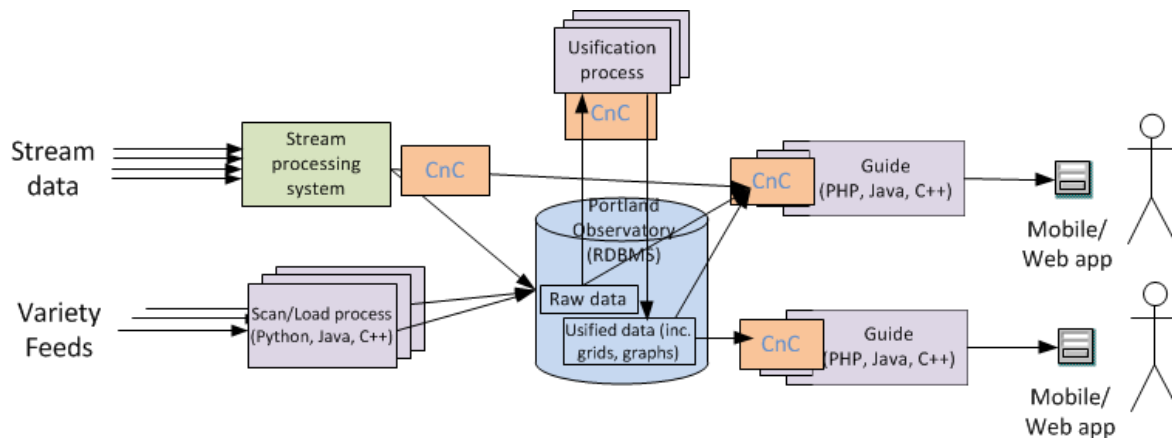 Usification
process
CnC
Stream
data
Stream
processing
system
CnC
CnC
Guide
(PHP, Java, C++)
Mobile/
Web app
Portland
Observatory
(RDBMS)
Raw data
Usified data (inc.
grids, graphs)
Variety
Feeds
Scan/Load process
(Python, Java, C++)
CnC
Guide
(PHP, Java, C++)
Mobile/
Web app